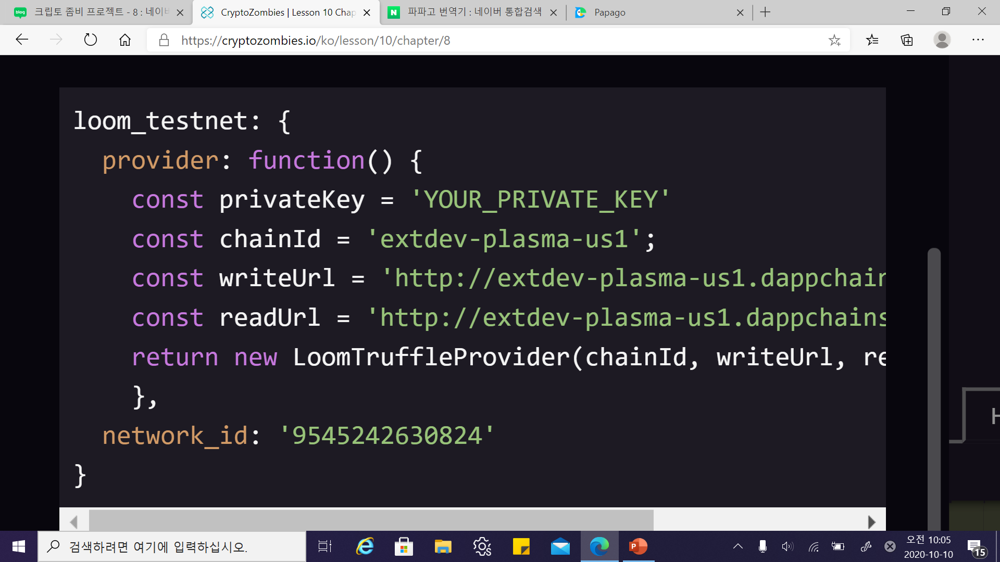 크립토 좀비 프로젝트 - 8 : 네이버
CryptoZombies | Lesson 10 Chap
파파고 번역기 : 네이버 통합검색
Papago
https://cryptozombies.io/ko/lesson/10/chapter/8
loom_testnet: {
provider: function() {
const privateKey = 'YOUR_PRIVATE_KEY'
const chainId = 'extdev-plasma-us1';
const writeUrl = 'http://extdev-plasma-us1.dappchain
const readUrl = 'http://extdev-plasma-us1.dappchains
return new LoomTruffleProvider(chainId, writeUrl, re
},
network_id: '9545242630824'
}
H
검색하려면 여기에 입력하십시오.
오전 10:05
2020-10-10
15